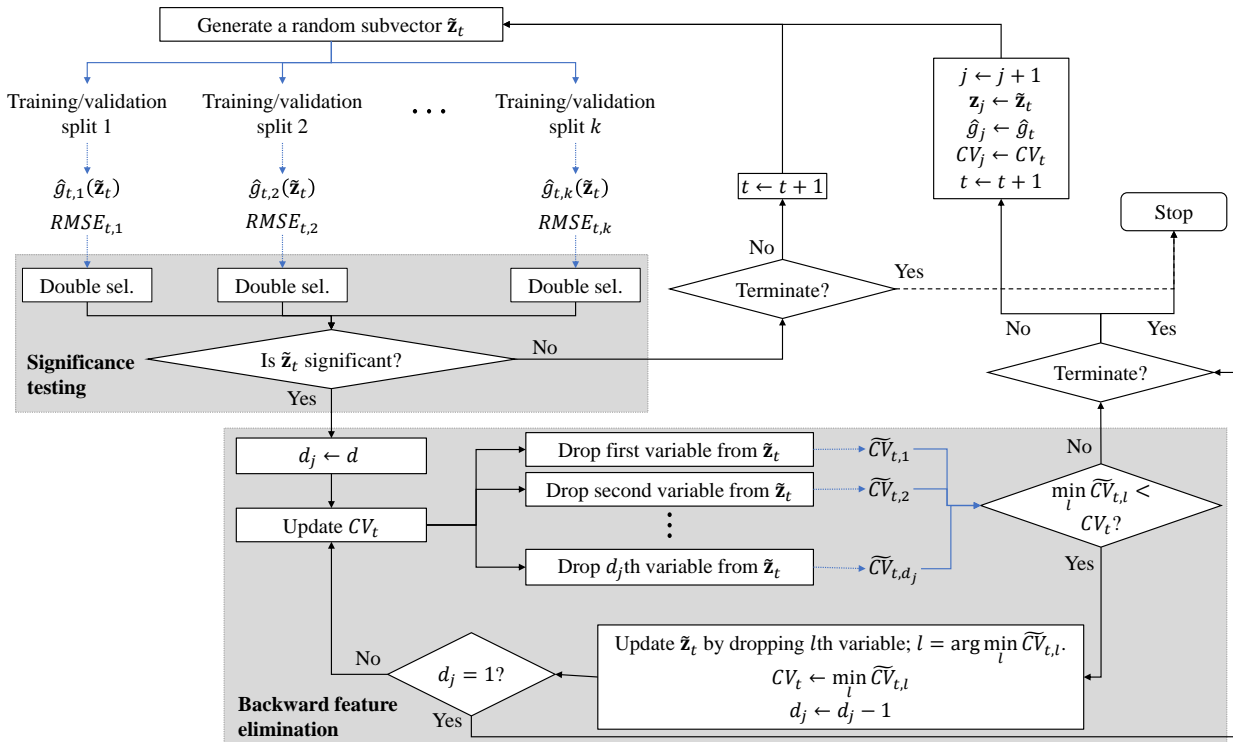 Generate a random subvector z̃_t
Training/validation
split 1
Training/validation
split 2
. . .
Training/validation
split k
ĝ_{t,1}(z̃_t)
RMSE_{t,1}
ĝ_{t,2}(z̃_t)
RMSE_{t,2}
ĝ_{t,k}(z̃_t)
RMSE_{t,k}
Double sel.
Double sel.
Double sel.
Is z̃_t significant?
Significance
testing
No
Yes
t ← t + 1
No
Terminate?
Yes
j ← j + 1
z_j ← z̃_t
ĝ_j ← ĝ_t
CV_j ← CV_t
t ← t + 1
Stop
No
Yes
Terminate?
d_j ← d
Update CV_t
Drop first variable from z̃_t
Drop second variable from z̃_t
⋮
Drop d_jth variable from z̃_t
C̃V_{t,1}
C̃V_{t,2}
C̃V_{t,d_j}
No
min_l C̃V_{t,l} <
CV_t?
Yes
Update z̃_t by dropping lth variable; l = arg min_l C̃V_{t,l}.
CV_t ← min_l C̃V_{t,l}
d_j ← d_j − 1
No
d_j = 1?
Yes
Backward feature
elimination